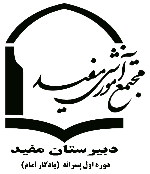 مجتمع آموزشی مفید
دبیرستان مفید
دوره اول پسرانه (یادگار امام)